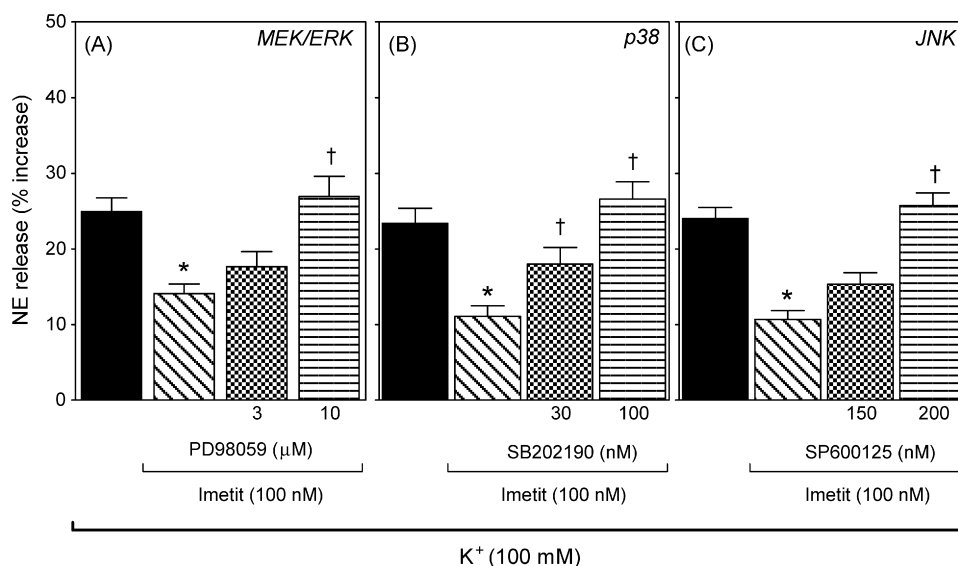 50
40
30
20
10
0
NE release (% increase)
(A) MEK/ERK
*
†
3 10
PD98059 (μM)
Imetit (100 nM)
(B) p38
*
†
†
30 100
SB202190 (nM)
Imetit (100 nM)
(C) JNK
*
†
150 200
SP600125 (nM)
Imetit (100 nM)
K⁺ (100 mM)